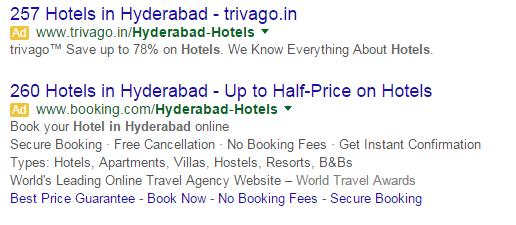 257 Hotels in Hyderabad - trivago.in
Ad www.trivago.in/Hyderabad-Hotels
trivago™ Save up to 78% on Hotels. We Know Everything About Hotels.
260 Hotels in Hyderabad - Up to Half-Price on Hotels
Ad www.booking.com/Hyderabad-Hotels
Book your Hotel in Hyderabad online
Secure Booking · Free Cancellation · No Booking Fees · Get Instant Confirmation
Types: Hotels, Apartments, Villas, Hostels, Resorts, B&Bs
World's Leading Online Travel Agency Website – World Travel Awards
Best Price Guarantee - Book Now - No Booking Fees - Secure Booking